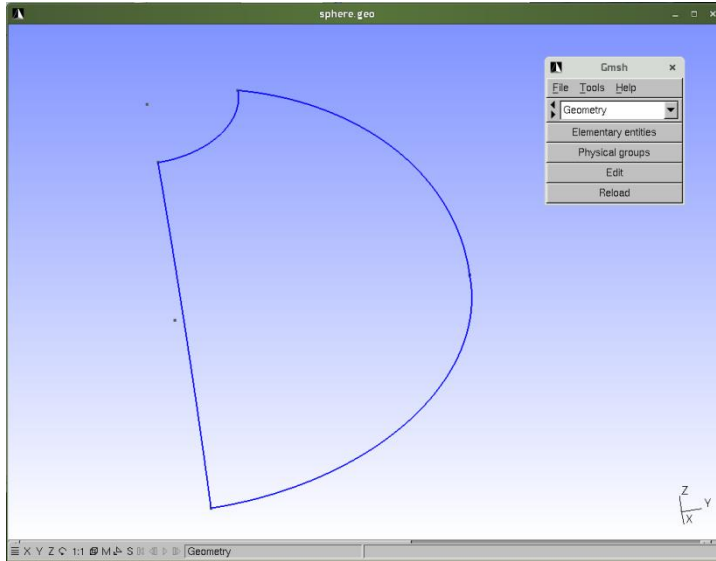 sphere.geo
Gmsh
File Tools Help
Geometry
Elementary entities
Physical groups
Edit
Reload
Z
Y
X
X Y Z 1:1 M S Geometry